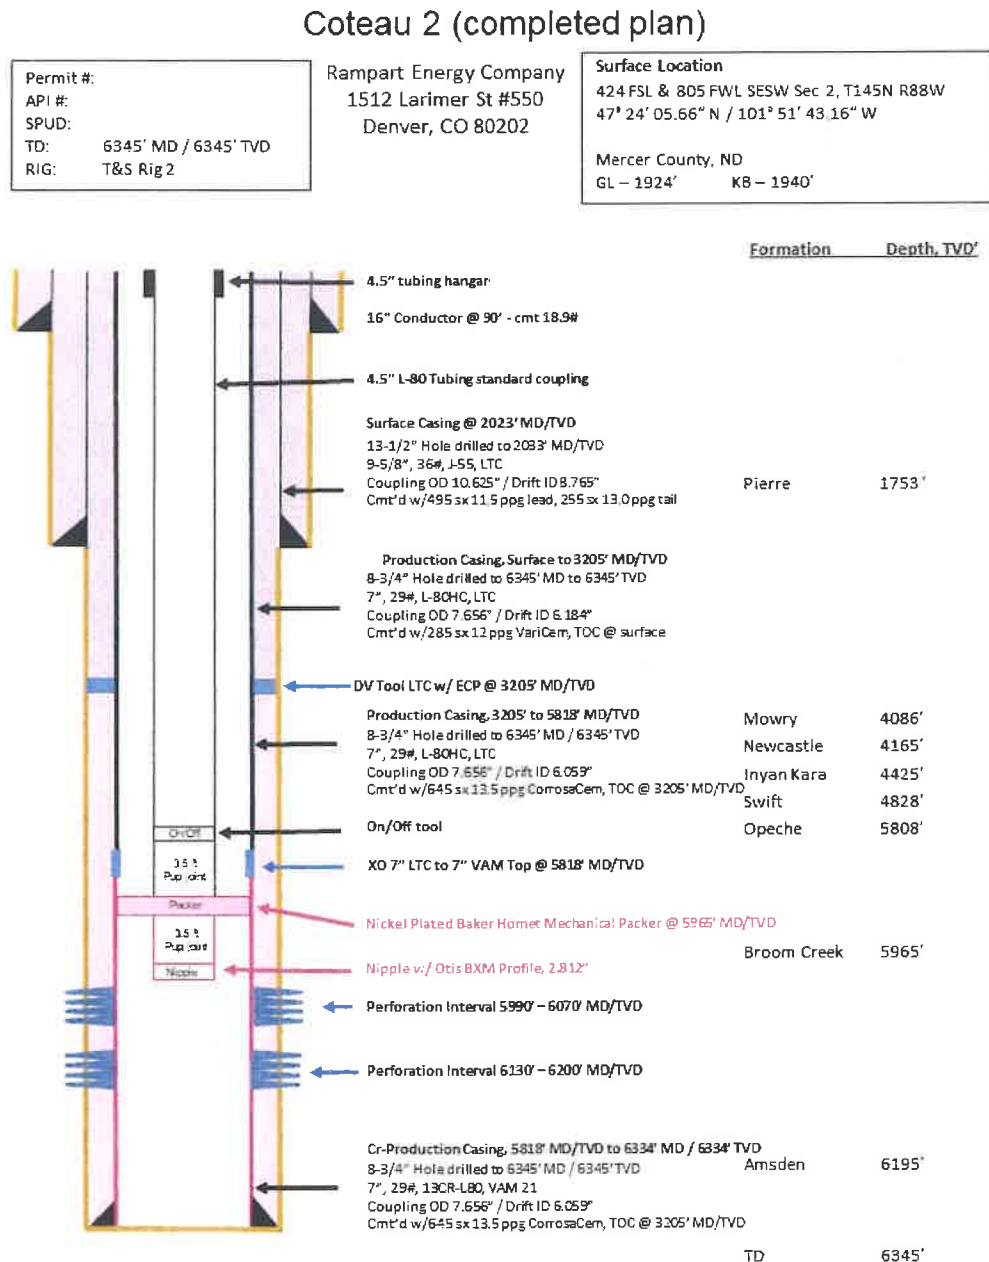 Coteau 2 (completed plan)
Permit #:
API #:
SPUD:
TD: 6345' MD / 6345' TVD
RIG: T&S Rig 2
Rampart Energy Company
1512 Larimer St #550
Denver, CO 80202
Surface Location
424 FSL & 805 FWL SESW Sec 2, T145N R88W
47° 24' 05.66" N / 101° 51' 43.16" W
Mercer County, ND
GL – 1924' KB – 1940'
Formation Depth, TVD'
4.5" tubing hangar
16" Conductor @ 90' - cmt 18.9#
4.5" L-80 Tubing standard coupling
Surface Casing @ 2023' MD/TVD
13-1/2" Hole drilled to 2033' MD/TVD
9-5/8", 36#, J-55, LTC
Coupling OD 10.625" / Drift ID 8.765"
Cmt'd w/495 sx 11.5 ppg lead, 255 sx 13.0 ppg tail
Pierre 1753'
Production Casing, Surface to 3205' MD/TVD
8-3/4" Hole drilled to 6345' MD to 6345' TVD
7", 29#, L-80HC, LTC
Coupling OD 7.656" / Drift ID 6.184"
Cmt'd w/285 sx 12 ppg VariCem, TOC @ surface
DV Tool LTC w/ ECP @ 3205' MD/TVD
Production Casing, 3205' to 5818' MD/TVD
8-3/4" Hole drilled to 6345' MD / 6345' TVD
7", 29#, L-80HC, LTC
Coupling OD 7.656" / Drift ID 6.059"
Cmt'd w/645 sx 13.5 ppg CorrosaCem, TOC @ 3205' MD/TVD
Mowry 4086'
Newcastle 4165'
Inyan Kara 4425'
Swift 4828'
Opeche 5808'
On/Off
On/Off tool
3.5 ft
Pup joint
XO 7" LTC to 7" VAM Top @ 5818' MD/TVD
Packer
Nickel Plated Baker Hornet Mechanical Packer @ 5965' MD/TVD
3.5 ft
Pup joint
Broom Creek 5965'
Nipple
Nipple w/ Otis BXM Profile, 2.812"
Perforation Interval 5990' – 6070' MD/TVD
Perforation Interval 6130' – 6200' MD/TVD
Cr-Production Casing, 5818' MD/TVD to 6334' MD / 6334' TVD
8-3/4" Hole drilled to 6345' MD / 6345' TVD
7", 29#, 13CR-L80, VAM 21
Coupling OD 7.656" / Drift ID 6.059"
Cmt'd w/645 sx 13.5 ppg CorrosaCem, TOC @ 3205' MD/TVD
Amsden 6195'
TD 6345'